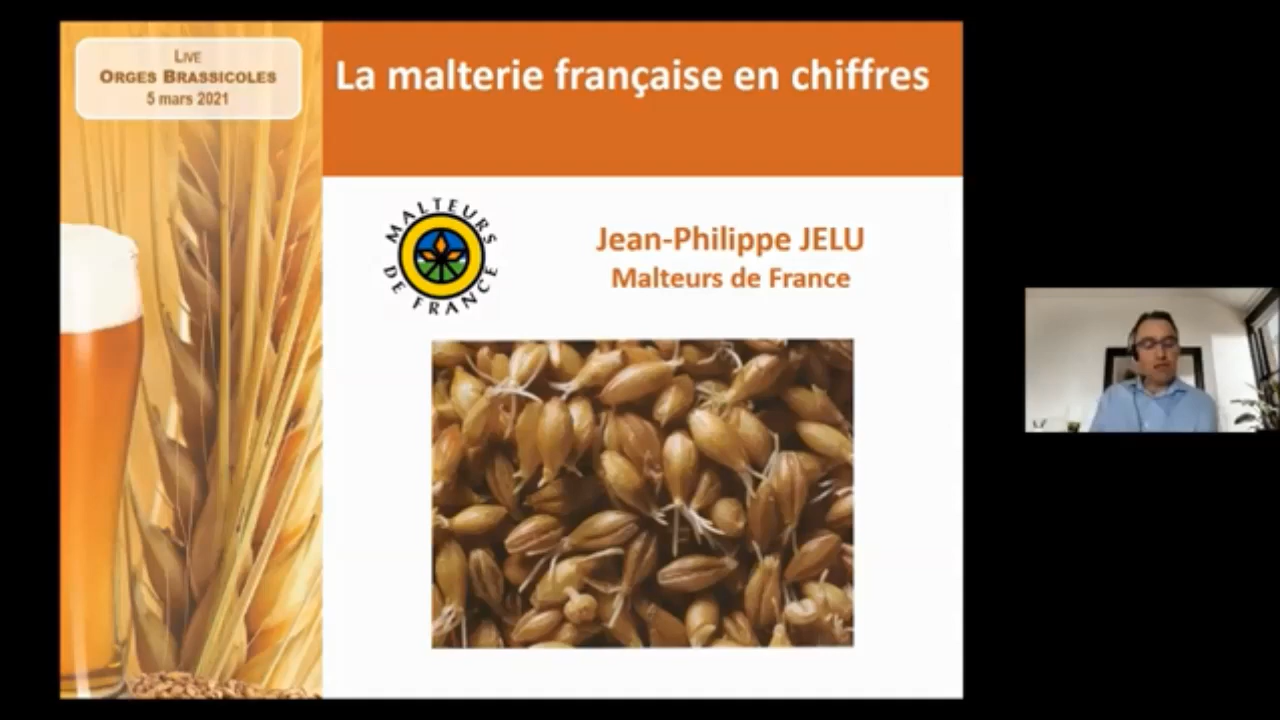 Live
Orges Brassicoles
5 mars 2021
La malterie française en chiffres
MALTEURS
DE FRANCE
Jean-Philippe JELU
Malteurs de France